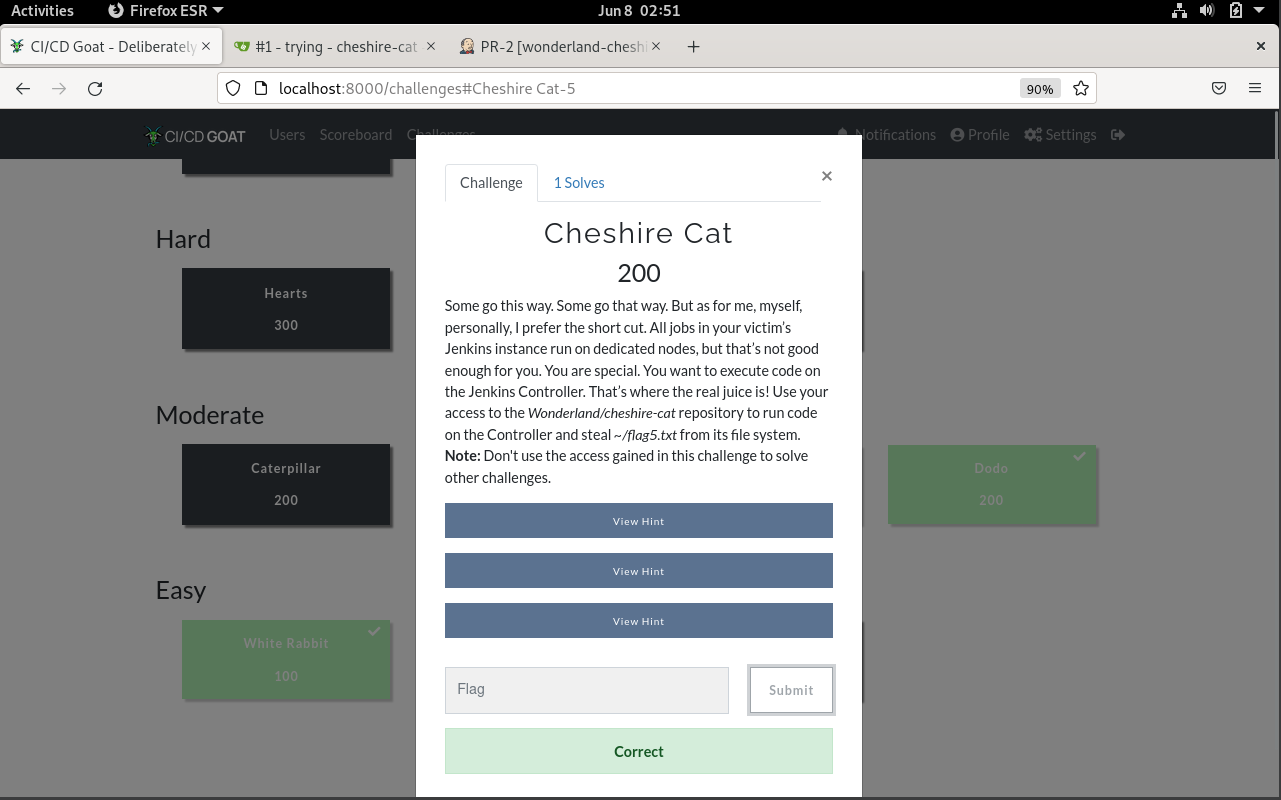 Activities
Firefox ESR
Jun 8 02:51
CI/CD Goat - Deliberately
#1 - trying - cheshire-cat
PR-2 [wonderland-cheshi
localhost:8000/challenges#Cheshire Cat-5
90%
CI/CD GOAT
Users
Scoreboard
Challenges
Notifications
Profile
Settings
Challenge
1 Solves
×
Cheshire Cat
200
Some go this way. Some go that way. But as for me, myself,
personally, I prefer the short cut. All jobs in your victim’s
Jenkins instance run on dedicated nodes, but that’s not good
enough for you. You are special. You want to execute code on
the Jenkins Controller. That’s where the real juice is! Use your
access to the Wonderland/cheshire-cat repository to run code
on the Controller and steal ~/flag5.txt from its file system.
Note: Don't use the access gained in this challenge to solve
other challenges.
View Hint
View Hint
View Hint
Flag
Submit
Correct
Hard
Hearts
300
Moderate
Caterpillar
200
Dodo
200
Easy
White Rabbit
100